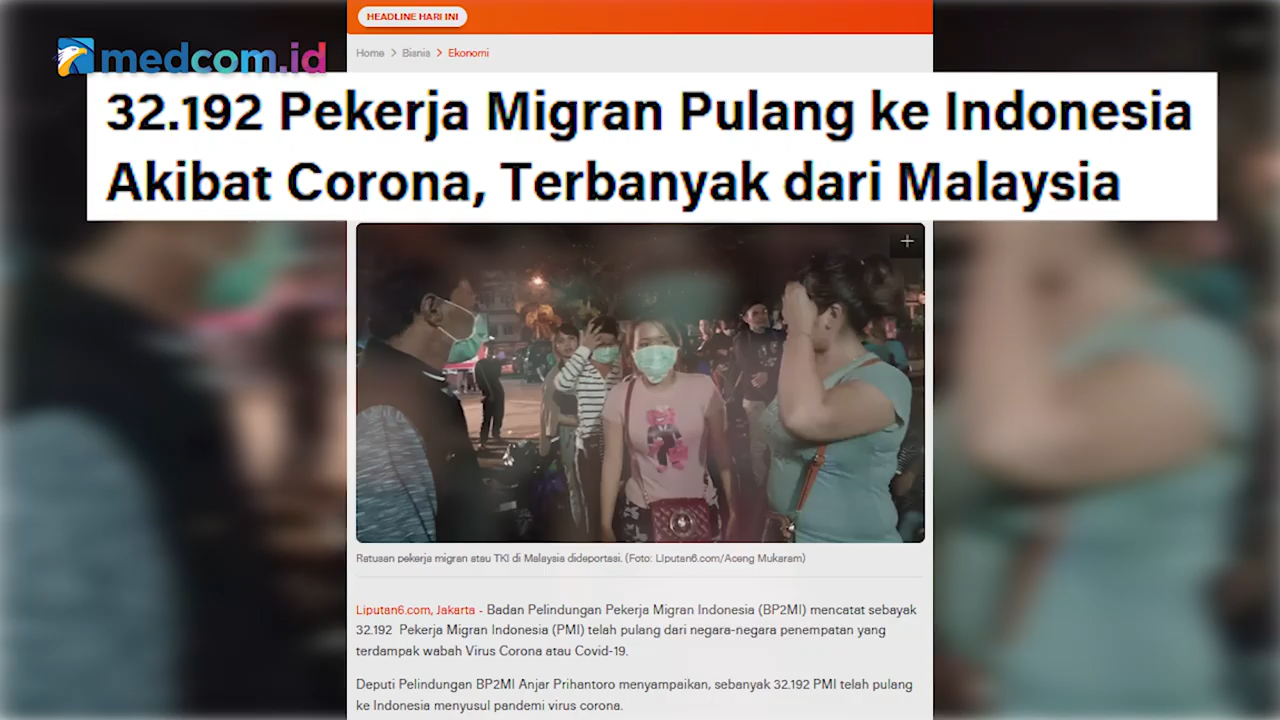 HEADLINE HARI INI
medcom.id
Home > Bisnis > Ekonomi
32.192 Pekerja Migran Pulang ke Indonesia
Akibat Corona, Terbanyak dari Malaysia
Ratusan pekerja migran atau TKI di Malaysia dideportasi. (Foto: Liputan6.com/Aceng Mukaram)
Liputan6.com, Jakarta - Badan Pelindungan Pekerja Migran Indonesia (BP2MI) mencatat sebayak
32.192 Pekerja Migran Indonesia (PMI) telah pulang dari negara-negara penempatan yang
terdampak wabah Virus Corona atau Covid-19.
Deputi Pelindungan BP2MI Anjar Prihantoro menyampaikan, sebanyak 32.192 PMI telah pulang
ke Indonesia menyusul pandemi virus corona.